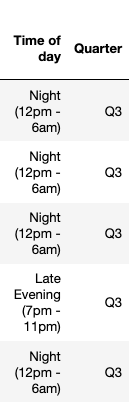 Time of
day Quarter
Night
(12pm -
6am) Q3
Night
(12pm -
6am) Q3
Night
(12pm -
6am) Q3
Late
Evening
(7pm -
11pm) Q3
Night
(12pm -
6am) Q3